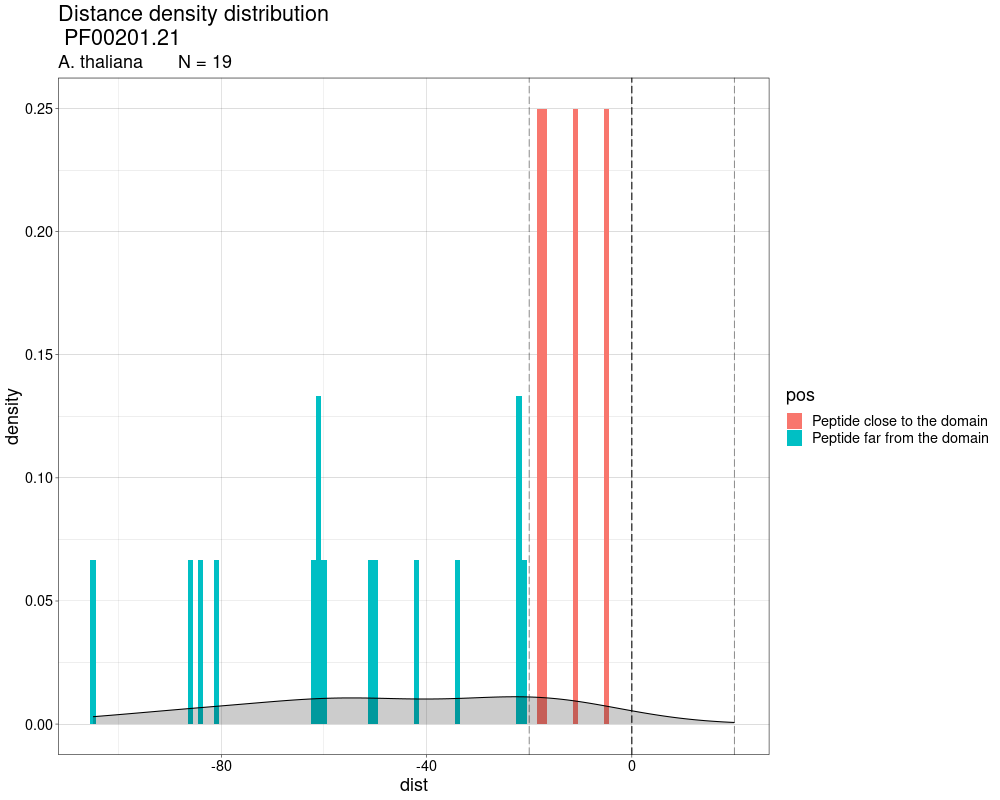 Distance density distribution
PF00201.21
A. thaliana N = 19
0.25
0.20
0.15
0.10
0.05
0.00
density
-80 -40 0
dist
pos
Peptide close to the domain
Peptide far from the domain